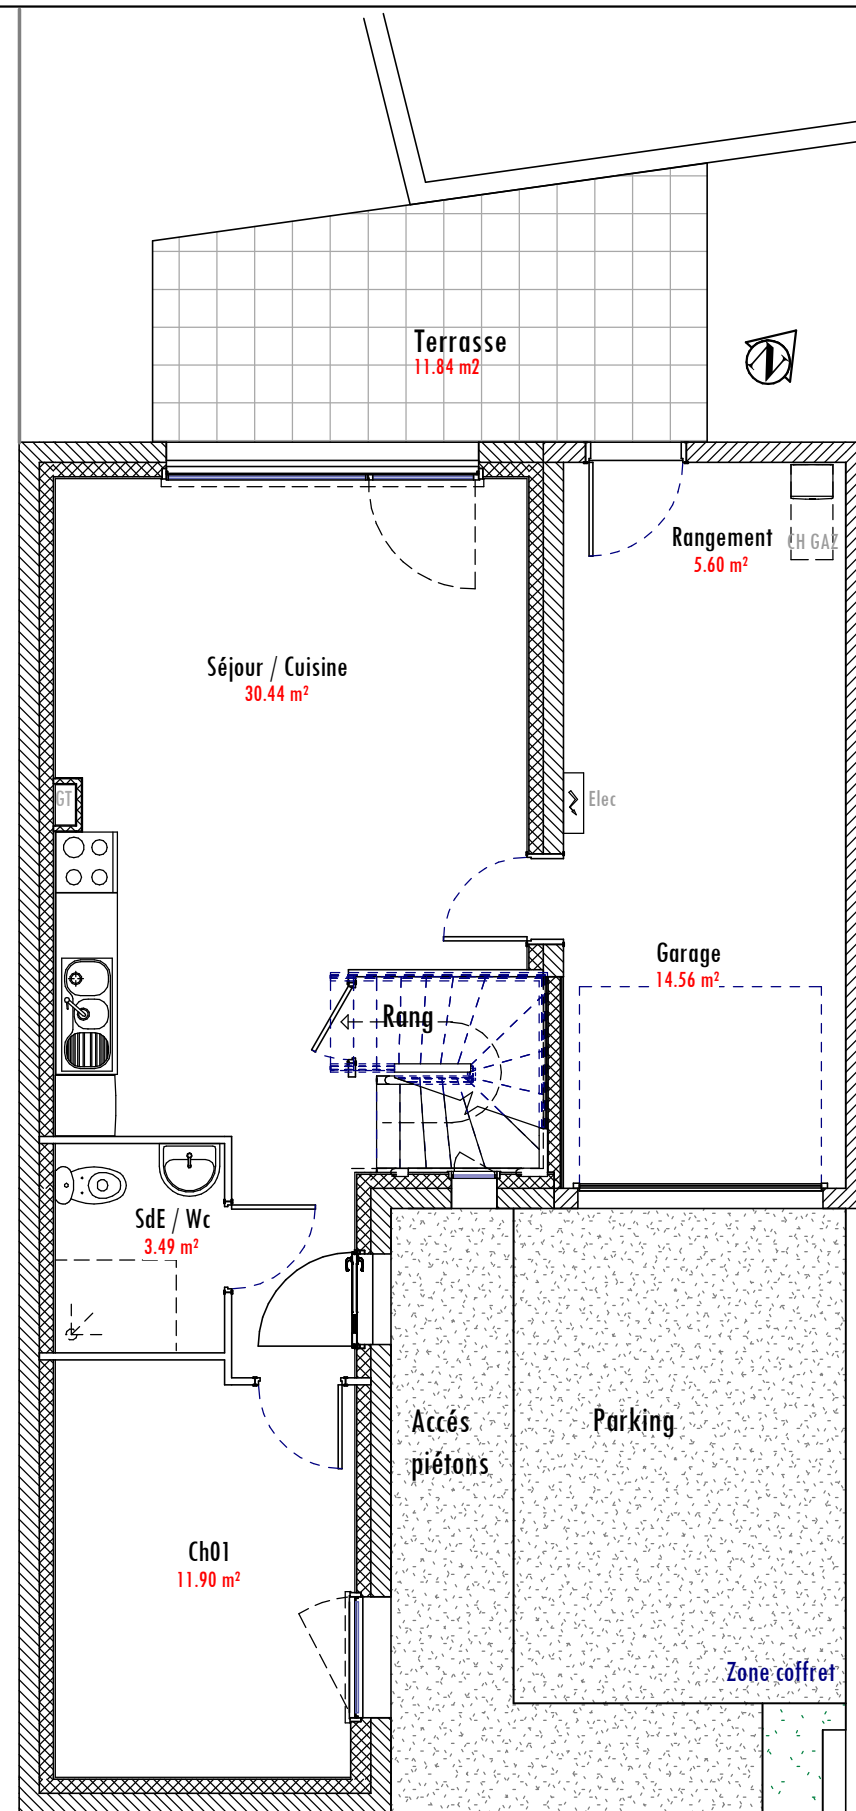 Terrasse
11.84 m2
N
Rangement
5.60 m²
CH GAZ
Séjour / Cuisine
30.44 m²
GT
Elec
Garage
14.56 m²
Rang
SdE / Wc
3.49 m²
Accés
piétons
Parking
Ch01
11.90 m²
Zone coffret